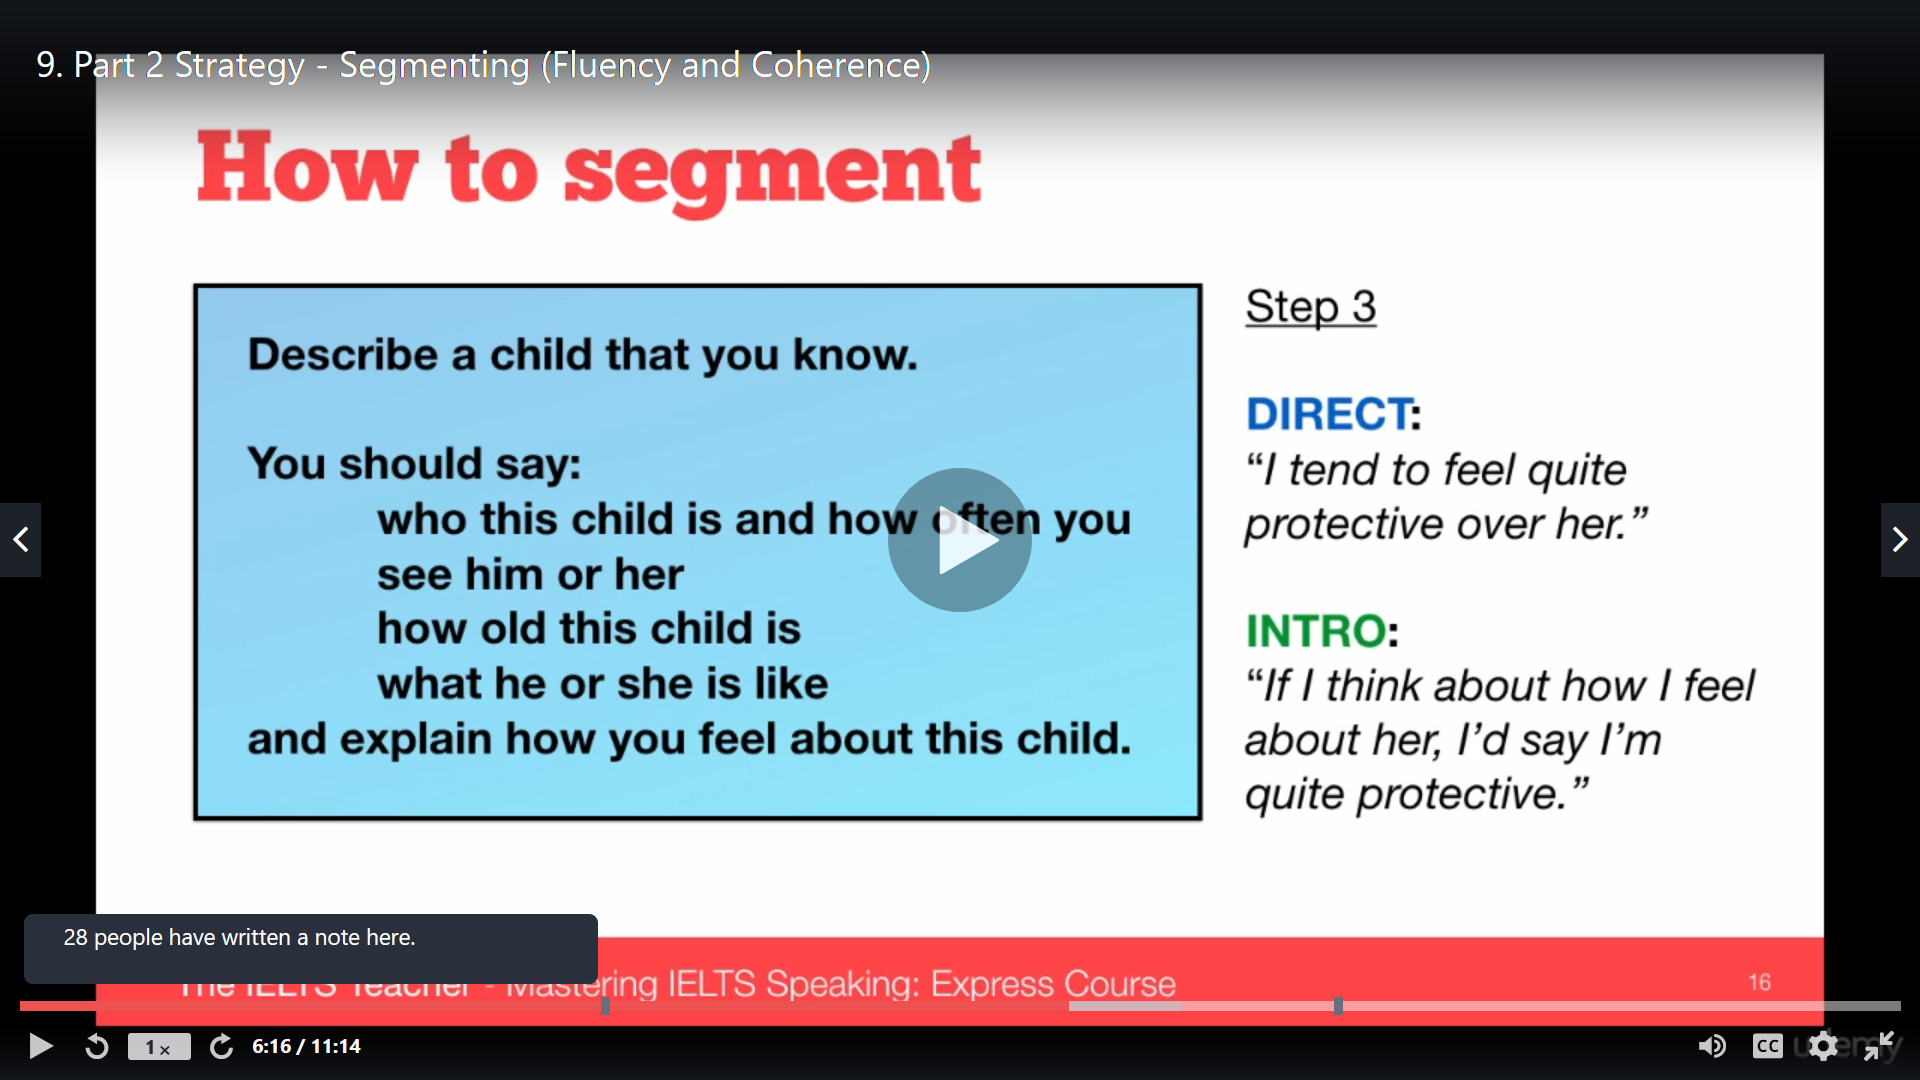 9. Part 2 Strategy - Segmenting (Fluency and Coherence)
How to segment
Describe a child that you know.
You should say:
who this child is and how often you
see him or her
how old this child is
what he or she is like
and explain how you feel about this child.
Step 3
DIRECT:
“I tend to feel quite
protective over her.”
INTRO:
“If I think about how I feel
about her, I’d say I’m
quite protective.”
28 people have written a note here.
The IELTS Teacher - Mastering IELTS Speaking: Express Course
16
1x
6:16 / 11:14
CC
udemy